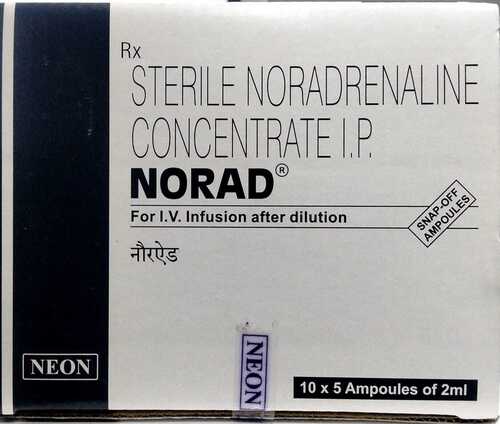 Rx
STERILE NORADRENALINE
CONCENTRATE I.P.
NORAD®
For I.V. Infusion after dilution
SNAP-OFF
AMPOULES
नौरऐड
NEON
NEON
10 x 5 Ampoules of 2ml